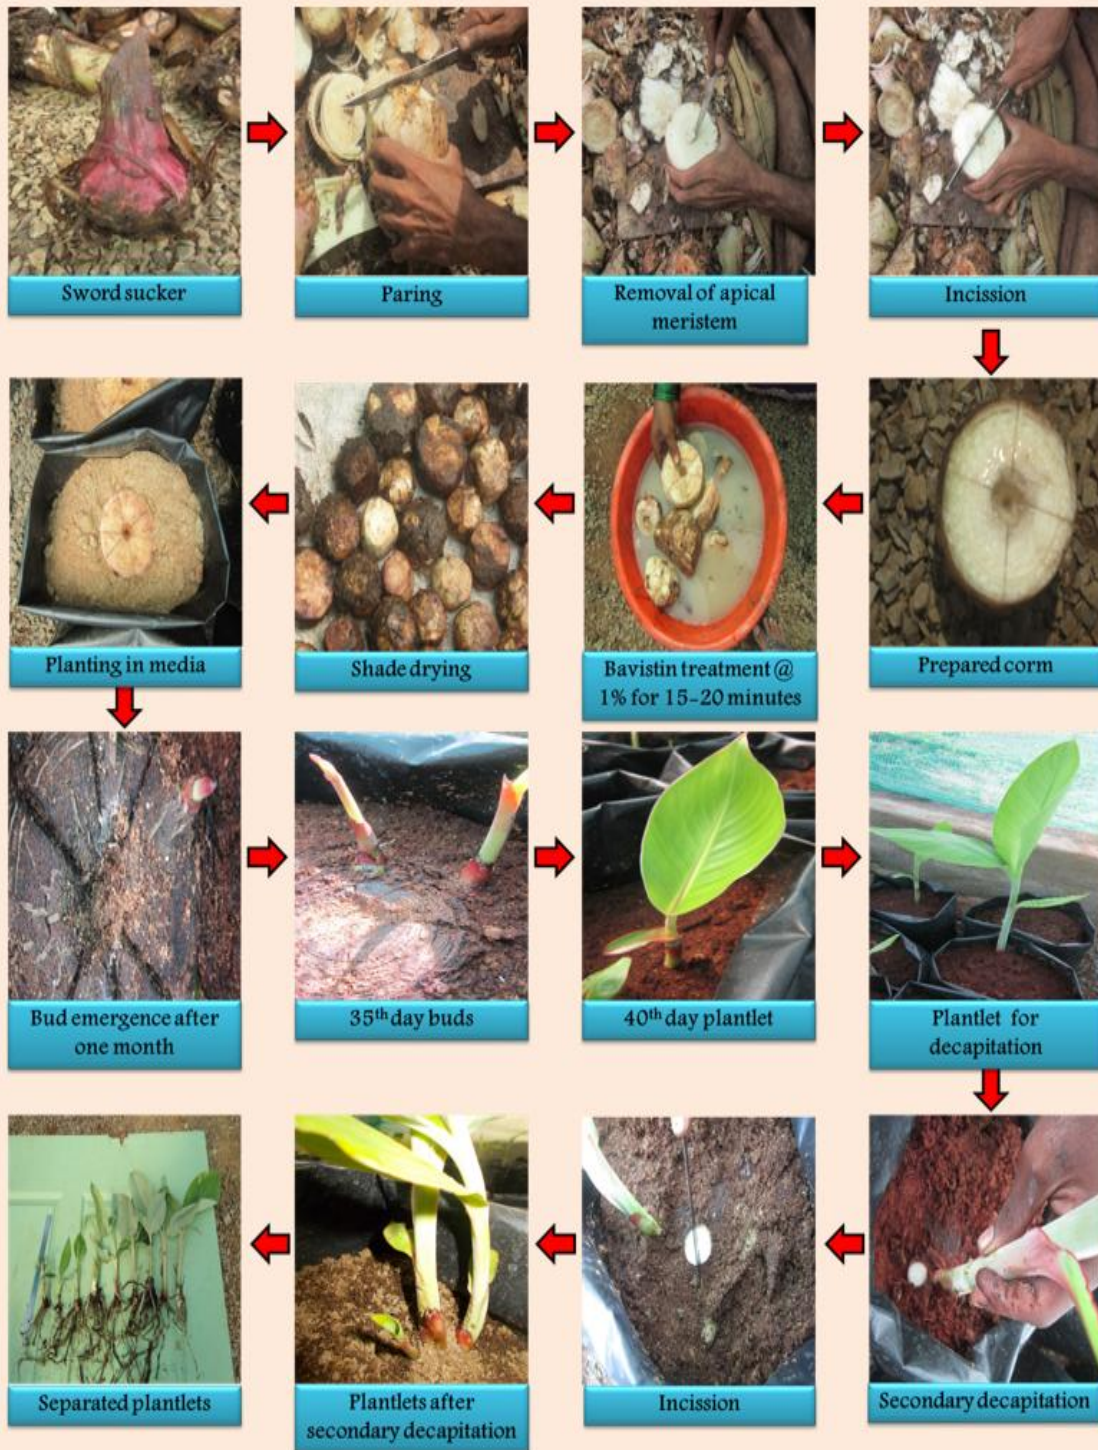 Sword sucker
Paring
Removal of apical
meristem
Incission
Planting in media
Shade drying
Bavistin treatment @
1% for 15-20 minutes
Prepared corm
Bud emergence after
one month
35th day buds
40th day plantlet
Plantlet for
decapitation
Separated plantlets
Plantlets after
secondary decapitation
Incission
Secondary decapitation